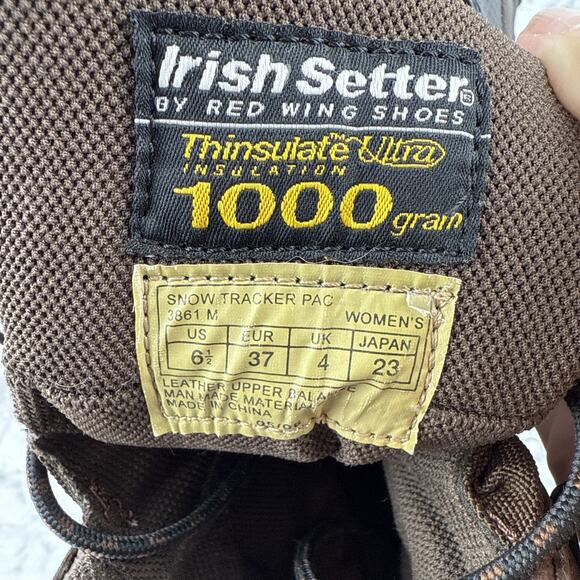 Irish Setter®
BY RED WING SHOES
Thinsulate™ Ultra
INSULATION
1000 gram
SNOW TRACKER PAC
3861 M WOMEN'S
US EUR UK JAPAN
6½ 37 4 23
LEATHER UPPER BALANCE
MAN MADE MATERIAL
MADE IN CHINA